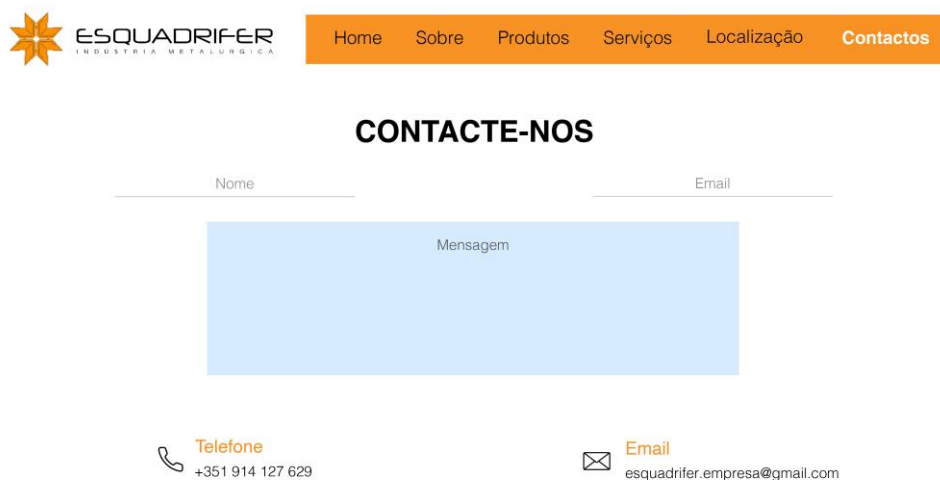 ESQUADRIFER
INDÚSTRIA METALURGICA
Home Sobre Produtos Serviços Localização Contactos
CONTACTE-NOS
Nome Email
Mensagem
Telefone
+351 914 127 629
Email
esquadrifer.empresa@gmail.com